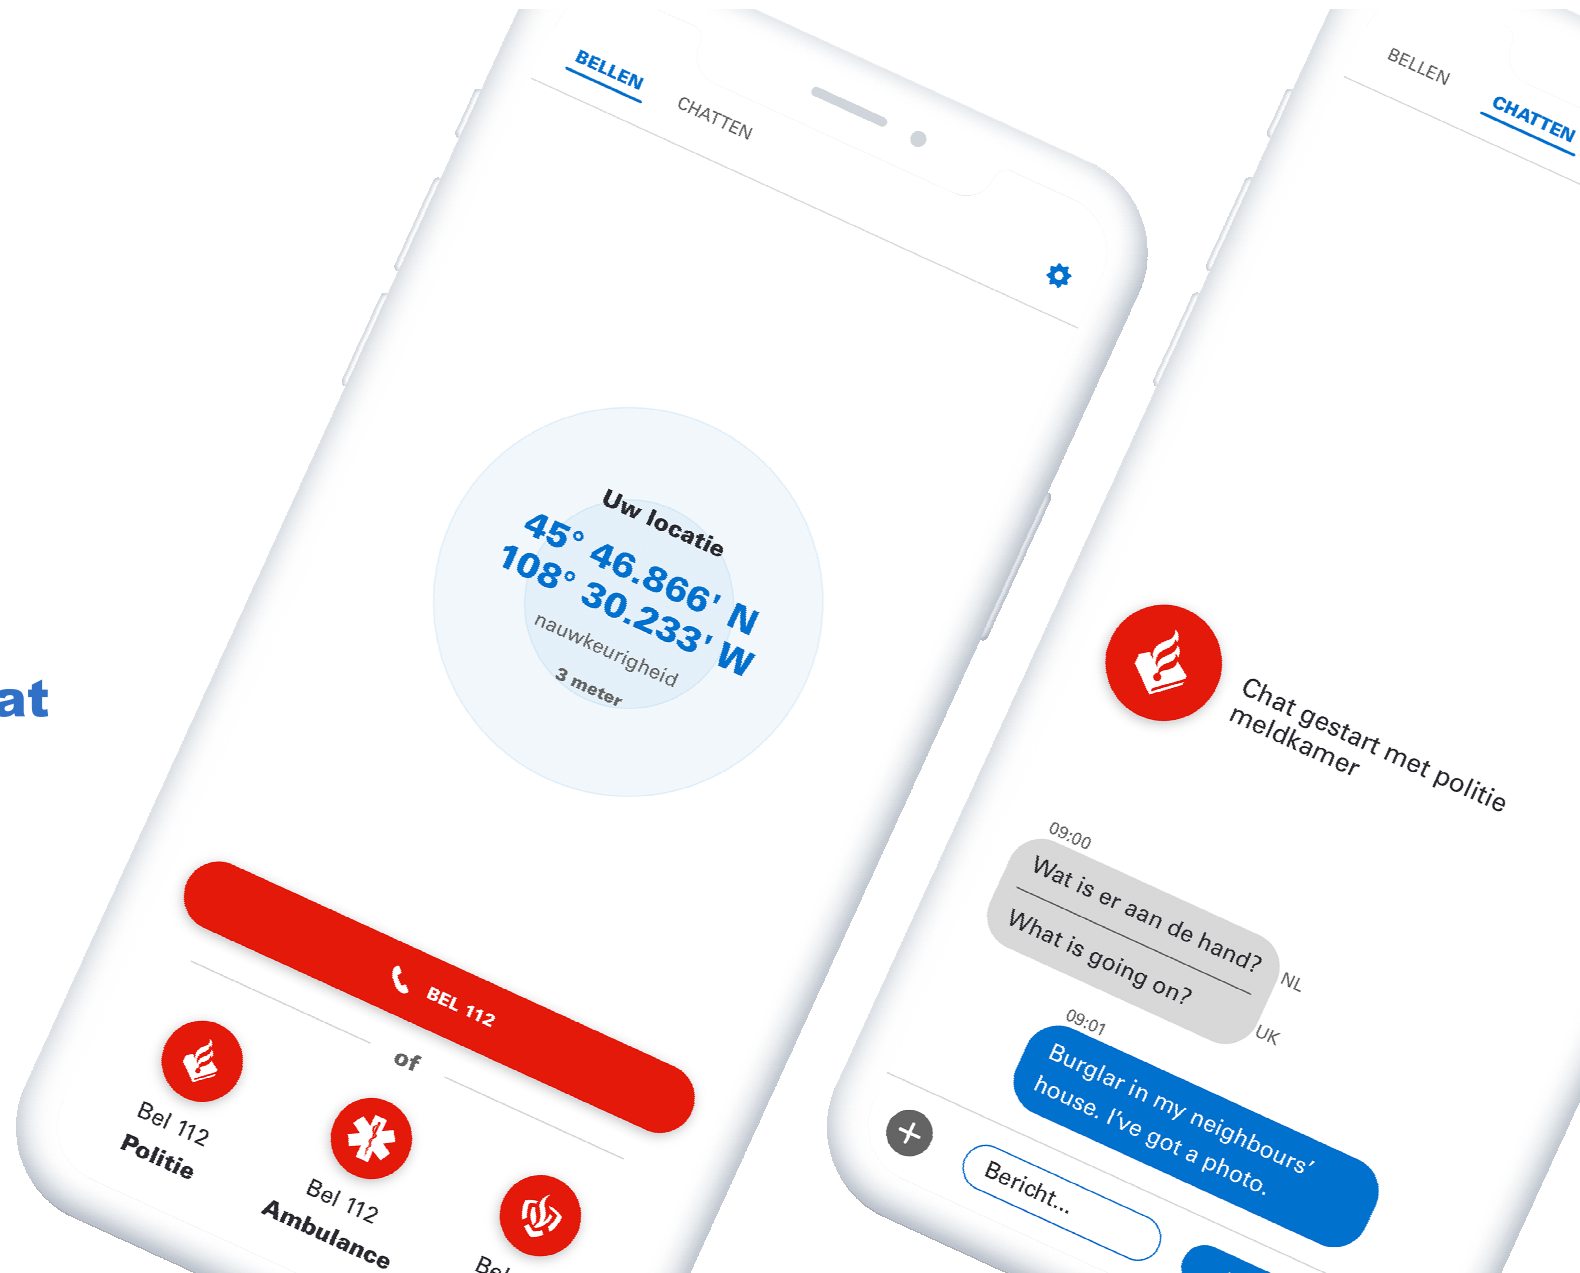 BELLEN
CHATTEN
Uw locatie
45° 46.866' N
108° 30.233' W
nauwkeurigheid
3 meter
BEL 112
of
Bel 112
Politie
Bel 112
Ambulance
at
BELLEN
CHATTEN
Chat gestart met politie
meldkamer
09:00
Wat is er aan de hand?
NL
What is going on?
UK
09:01
Burglar in my neighbours'
house. I've got a photo.
Bericht...